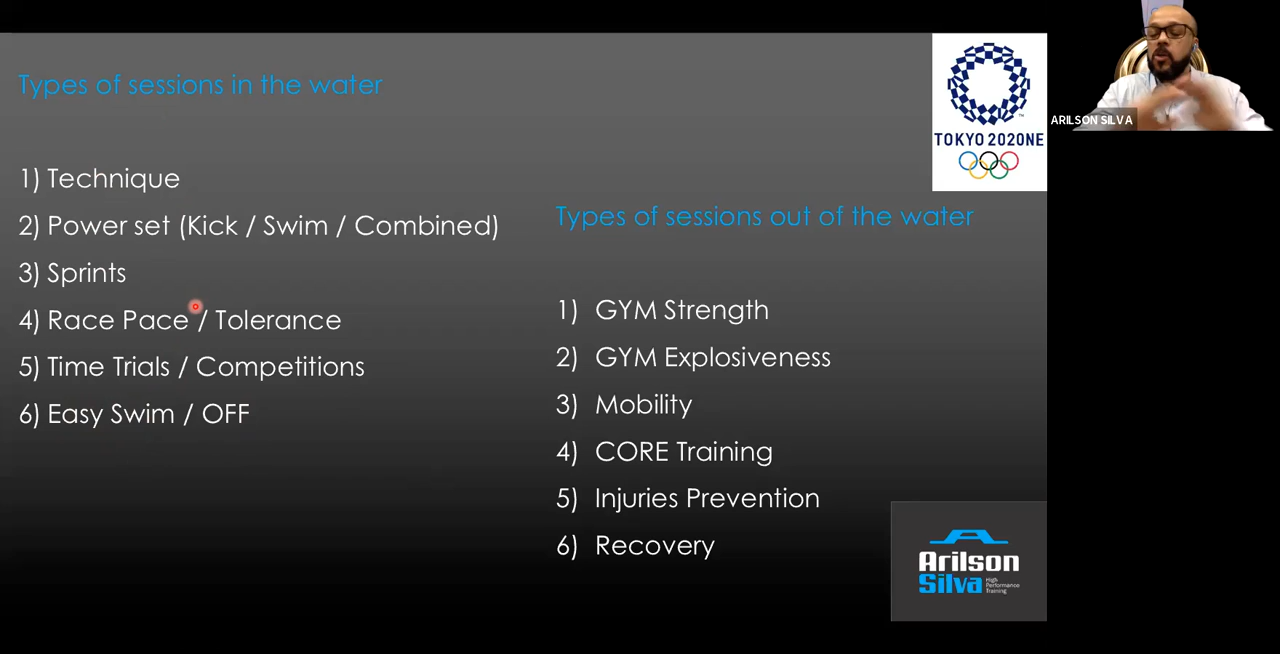 Types of sessions in the water
1) Technique
2) Power set (Kick / Swim / Combined)
3) Sprints
4) Race Pace / Tolerance
5) Time Trials / Competitions
6) Easy Swim / OFF
TOKYO 2020NE
Types of sessions out of the water
1) GYM Strength
2) GYM Explosiveness
3) Mobility
4) CORE Training
5) Injuries Prevention
6) Recovery
Arilson
Silva
High
Performance
Training
ARILSON SILVA